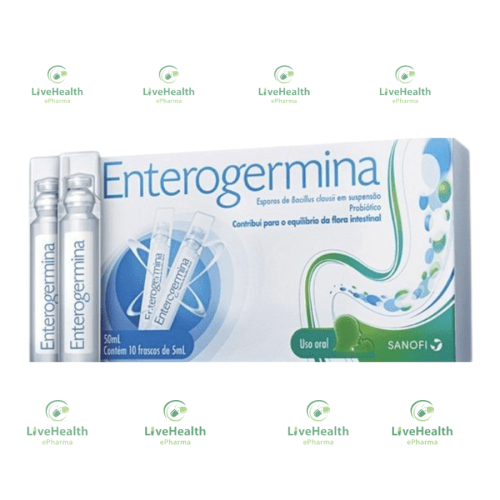 LiveHealth
ePharma
LiveHealth
ePharma
LiveHealth
ePharma
LiveHealth
ePharma
Enterogermina
Esporos de Bacillus clausii em suspensão
Probiótico
Contribui para o equilíbrio da flora intestinal
Enterogermina
Enterogermina
Enterogermina
Enterogermina
50mL
Contém 10 frascos de 5mL
Uso oral
SANOFI
LiveHealth
ePharma
LiveHealth
ePharma
LiveHealth
ePharma
LiveHealth
ePharma